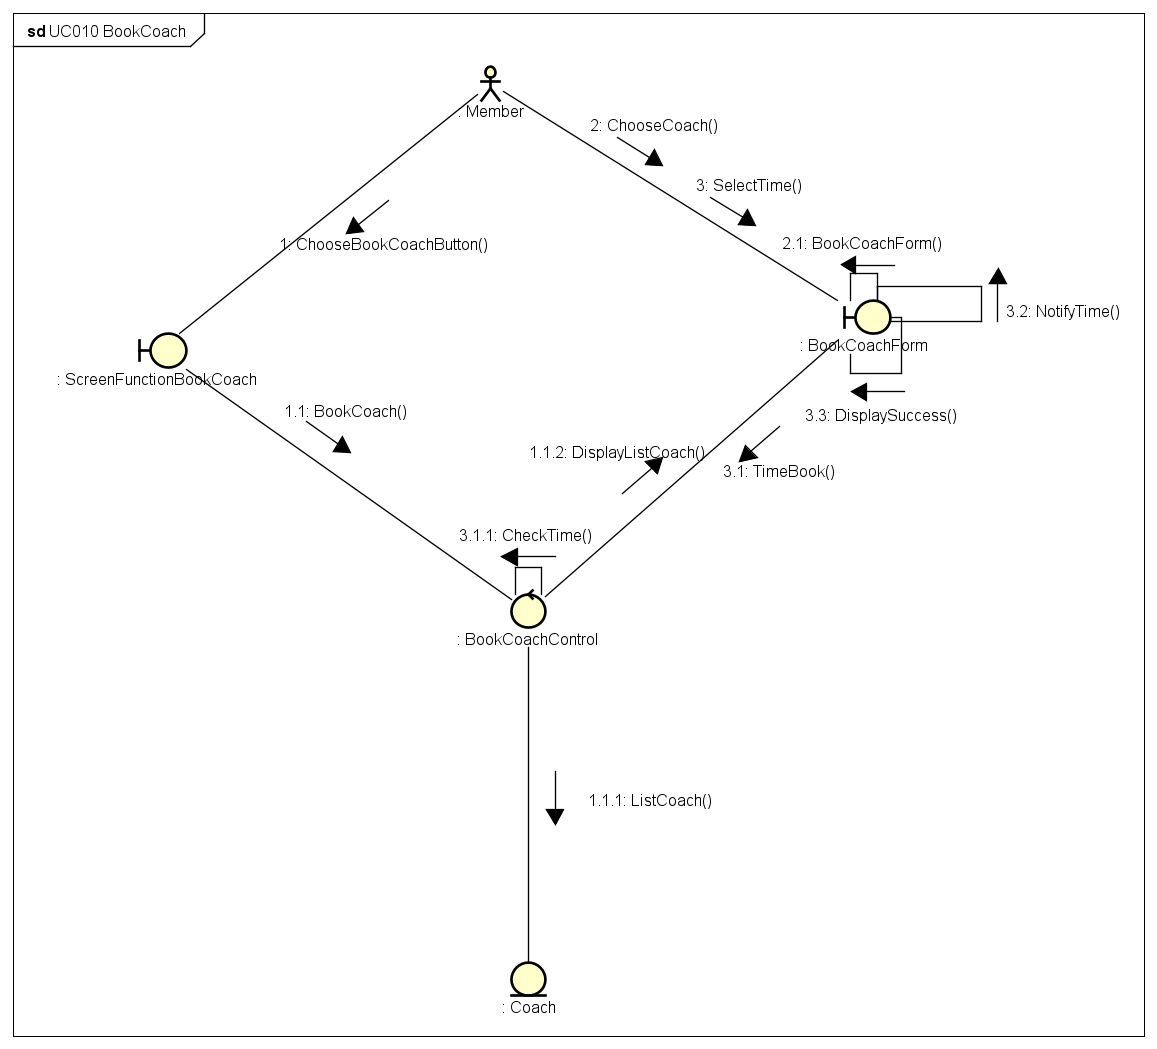 sd UC010 BookCoach
: Member
2: ChooseCoach()
3: SelectTime()
1: ChooseBookCoachButton()
2.1: BookCoachForm()
3.2: NotifyTime()
: BookCoachForm
: ScreenFunctionBookCoach
1.1: BookCoach()
3.3: DisplaySuccess()
1.1.2: DisplayListCoach()
3.1: TimeBook()
3.1.1: CheckTime()
: BookCoachControl
1.1.1: ListCoach()
: Coach